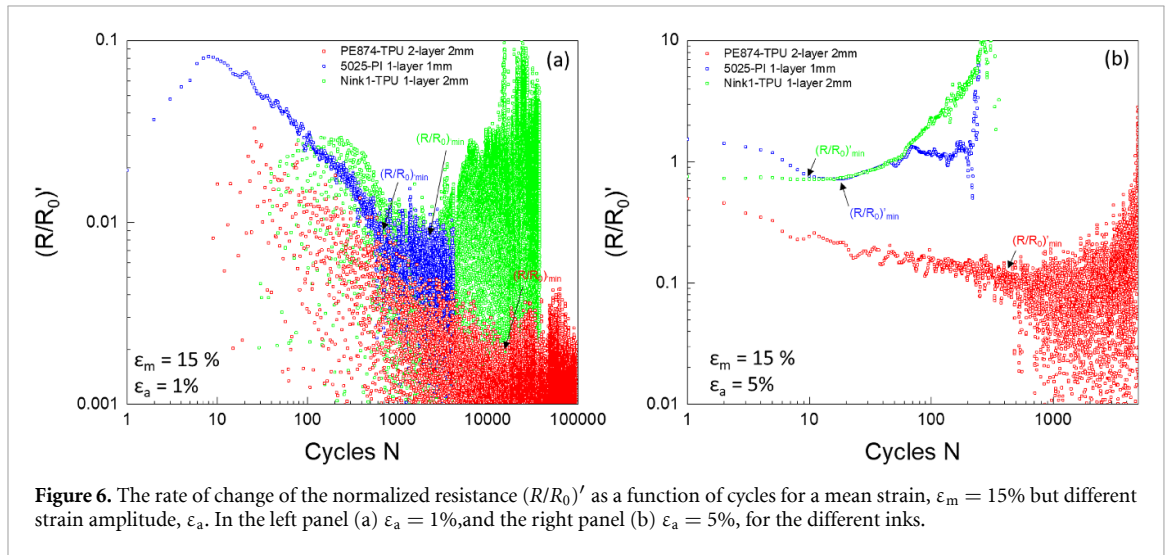 0.1
0.01
0.001
(R/R₀)′
PE874-TPU 2-layer 2mm
5025-PI 1-layer 1mm
Nink1-TPU 1-layer 2mm
(a)
(R/R₀)min
(R/R₀)min
(R/R₀)min
εm = 15 %
εa = 1%
1 10 100 1000 10000 100000
Cycles N
10
1
0.1
0.01
(R/R₀)′
PE874-TPU 2-layer 2mm
5025-PI 1-layer 1mm
Nink1-TPU 1-layer 2mm
(b)
(R/R₀)'min
(R/R₀)'min
(R/R₀)'min
εm = 15 %
εa = 5%
1 10 100 1000
Cycles N
Figure 6. The rate of change of the normalized resistance (R/R₀)′ as a function of cycles for a mean strain, εm = 15% but different
strain amplitude, εa. In the left panel (a) εa = 1%,and the right panel (b) εa = 5%, for the different inks.